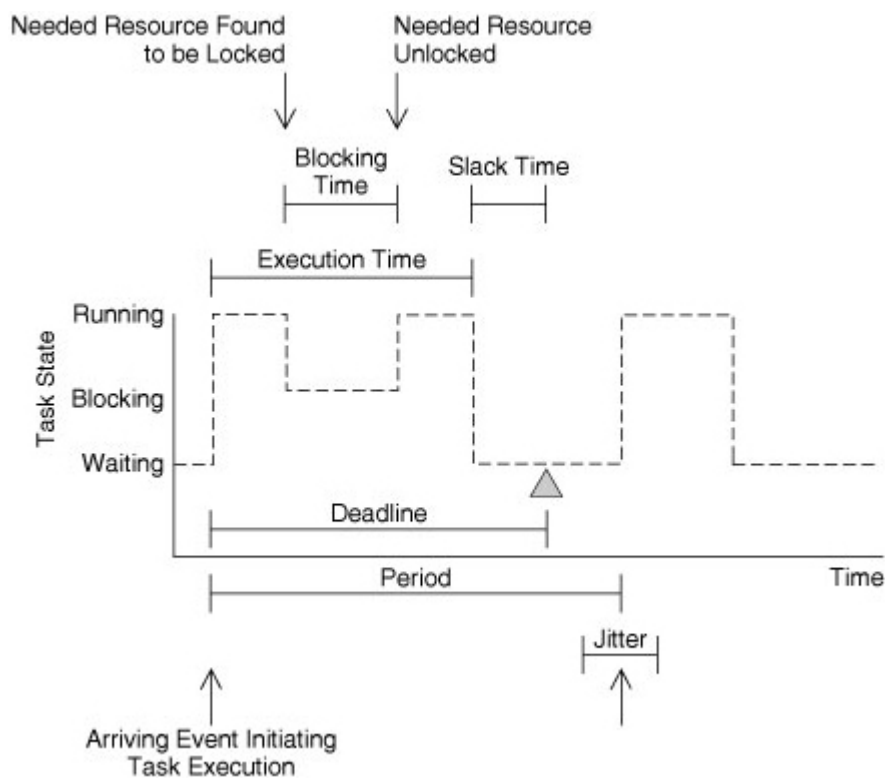 Needed Resource Found
to be Locked
Needed Resource
Unlocked
Blocking
Time
Slack Time
Execution Time
Running
Blocking
Waiting
Task State
Deadline
Period
Time
Jitter
Arriving Event Initiating
Task Execution